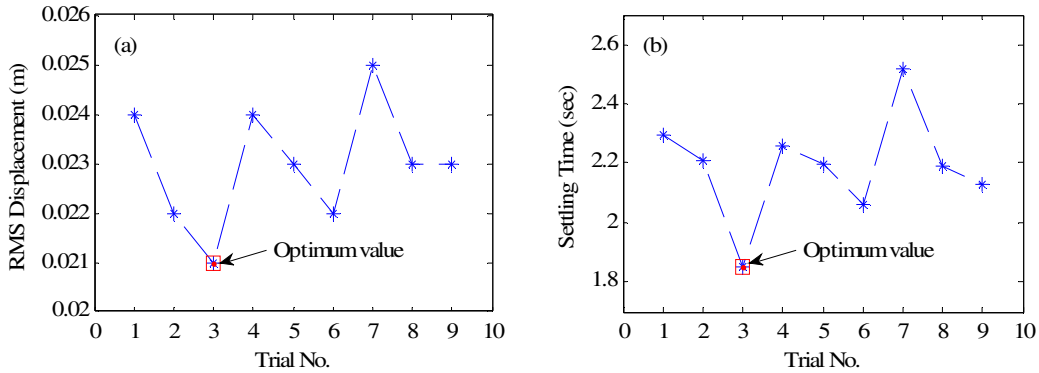 (a)
RMS Displacement (m)
0.026
0.025
0.024
0.023
0.022
0.021
0.02
Optimum value
0 1 2 3 4 5 6 7 8 9 10
Trial No.
(b)
Settling Time (sec)
2.6
2.4
2.2
2
1.8
Optimum value
0 1 2 3 4 5 6 7 8 9 10
Trial No.